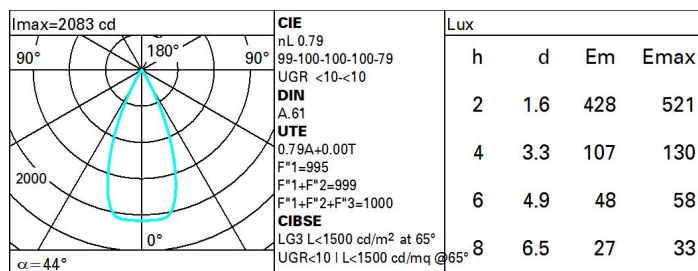 Imax=2083 cd
90°
180°
90°
2000
0°
α=44°
CIE
nL 0.79
99-100-100-100-79
UGR <10-<10
DIN
A.61
UTE
0.79A+0.00T
F"1=995
F"1+F"2=999
F"1+F"2+F"3=1000
CIBSE
LG3 L<1500 cd/m² at 65°
UGR<10 | L<1500 cd/mq @65°
Lux
h d Em Emax
2 1.6 428 521
4 3.3 107 130
6 4.9 48 58
8 6.5 27 33